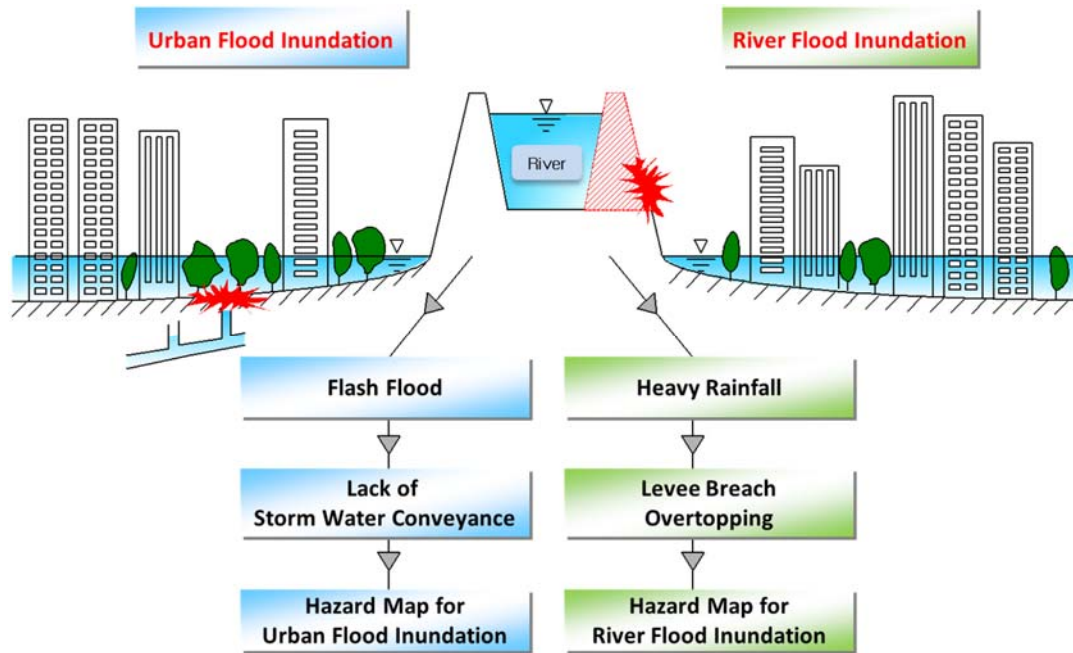 Urban Flood Inundation
River Flood Inundation
River
Flash Flood
Heavy Rainfall
Lack of
Storm Water Conveyance
Levee Breach
Overtopping
Hazard Map for
Urban Flood Inundation
Hazard Map for
River Flood Inundation